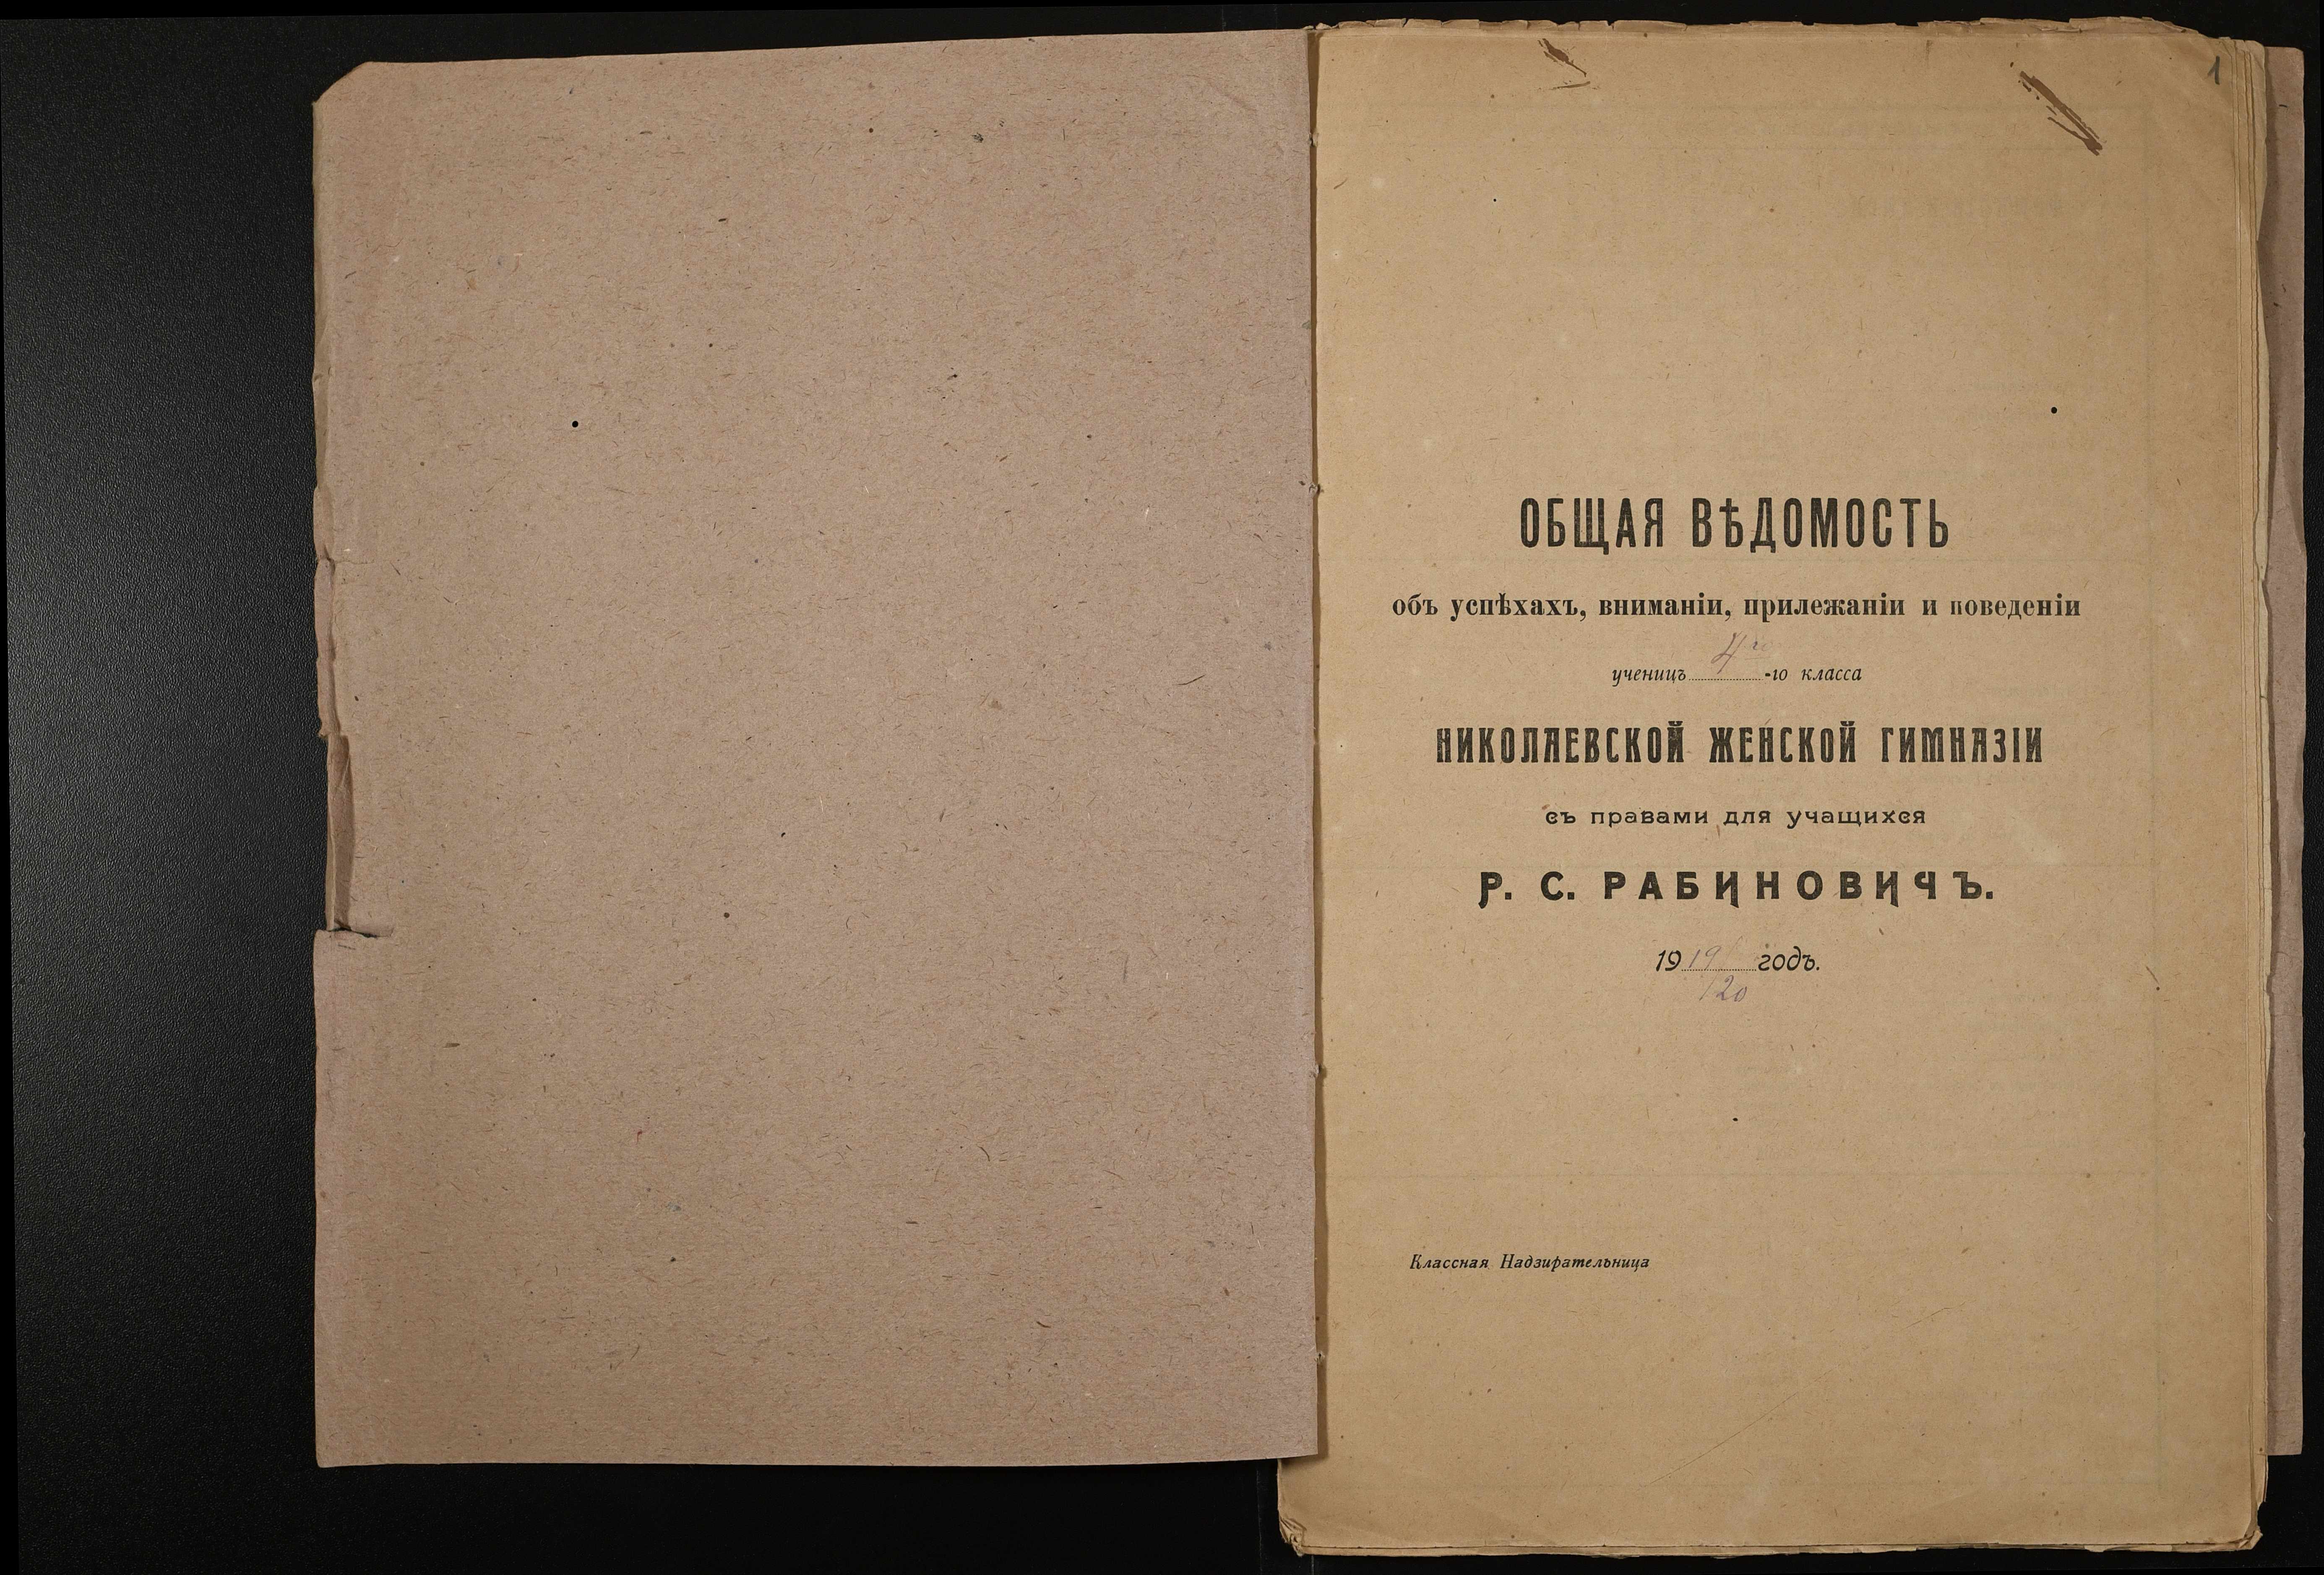 1
ОБЩАЯ ВѢДОМОСТЬ
объ успѣхахъ, вниманіи, прилежаніи и поведеніи
ученицъ 4го -го класса
НИКОЛАЕВСКОЙ ЖЕНСКОЙ ГИМНАЗІИ
съ правами для учащихся
Р. С. РАБИНОВИЧЪ.
1919 годъ.
/20
Классная Надзирательница